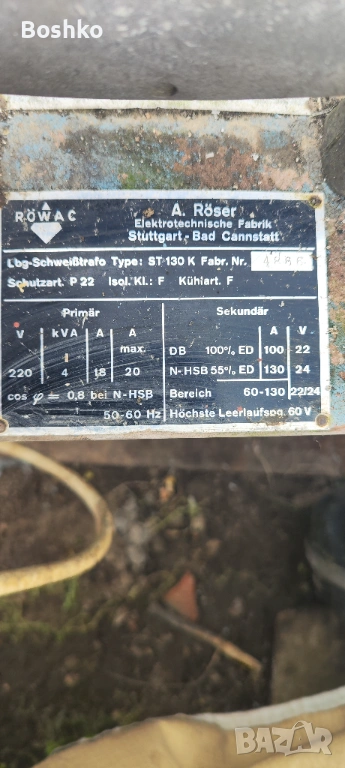 Boshko
ROWAC
A. Röser
Elektrotechnische Fabrik
Stuttgart - Bad Cannstatt
Lbg-Schweißtrafo Type: ST 130 K Fabr. Nr.
Schutzart. P 22 Isol. Kl.: F Kühlart. F
Primär
V kVA A A max.
220 4 18 20
cos φ = 0,8 bei N-HSB
50-60 Hz
Sekundär
A V
DB 100% ED 100 22
N-HSB 55% ED 130 24
Bereich 60-130 22/24
Höchste Leerlaufspg. 60 V
BAZAR